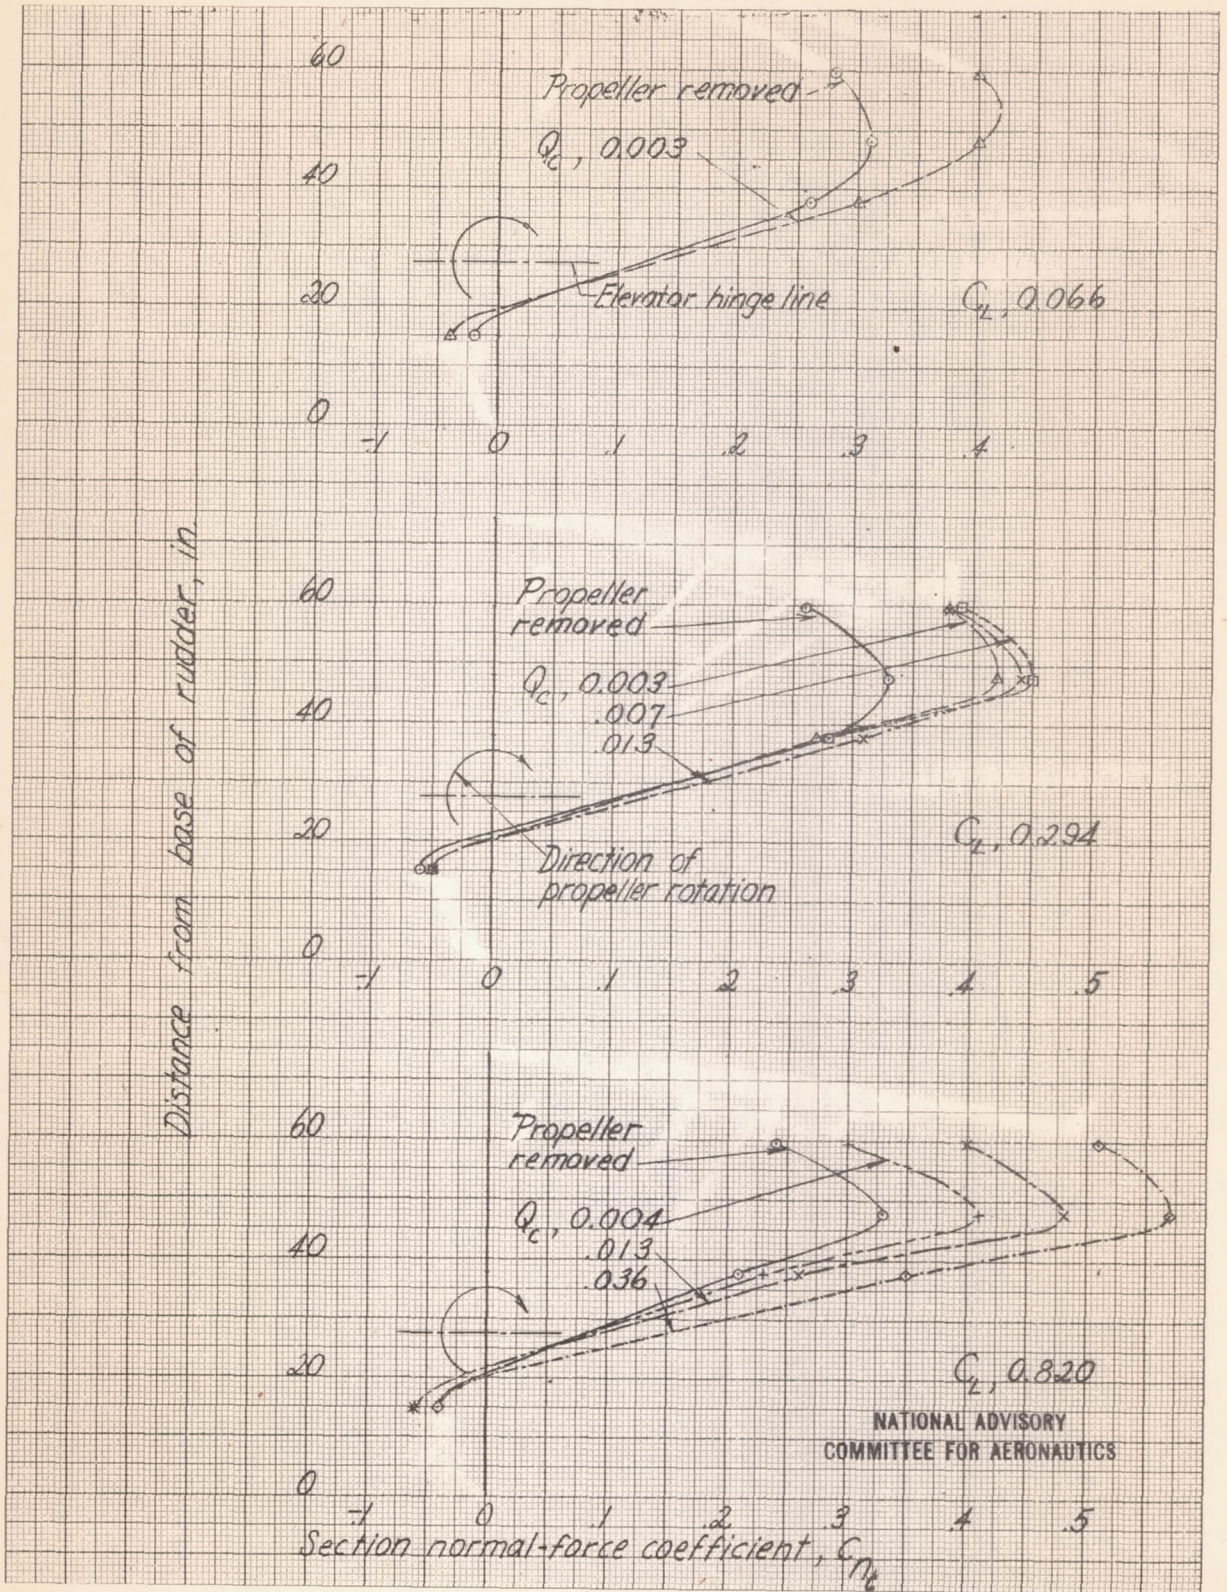 60
Propeller removed
Qc, 0.003
40
20
Elevator hinge line
CL, 0.066
0
-.1 0 .1 .2 .3 .4
Distance from base of rudder, in.
60
Propeller
removed
Qc, 0.003
.007
40
.013
20
CL, 0.294
Direction of
propeller rotation
0
-.1 0 .1 .2 .3 .4 .5
60
Propeller
removed
Qc, 0.004
40
.013
.036
20
CL, 0.820
NATIONAL ADVISORY
COMMITTEE FOR AERONAUTICS
0
-.1 0 .1 .2 .3 .4 .5
Section normal-force coefficient, Cnt